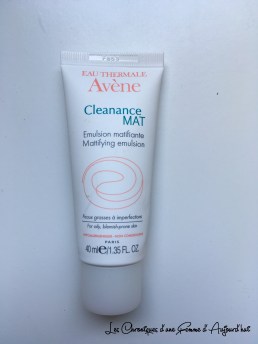 EAU THERMALE
Avène
Cleanance
MAT
Emulsion matifiante
Mattifying emulsion
Peaux grasses à imperfections
For oily, blemish-prone skin
PARIS
40 ml e/1.35 FL. OZ.
Les Chroniques d'une Femme d'Aujourd'hui